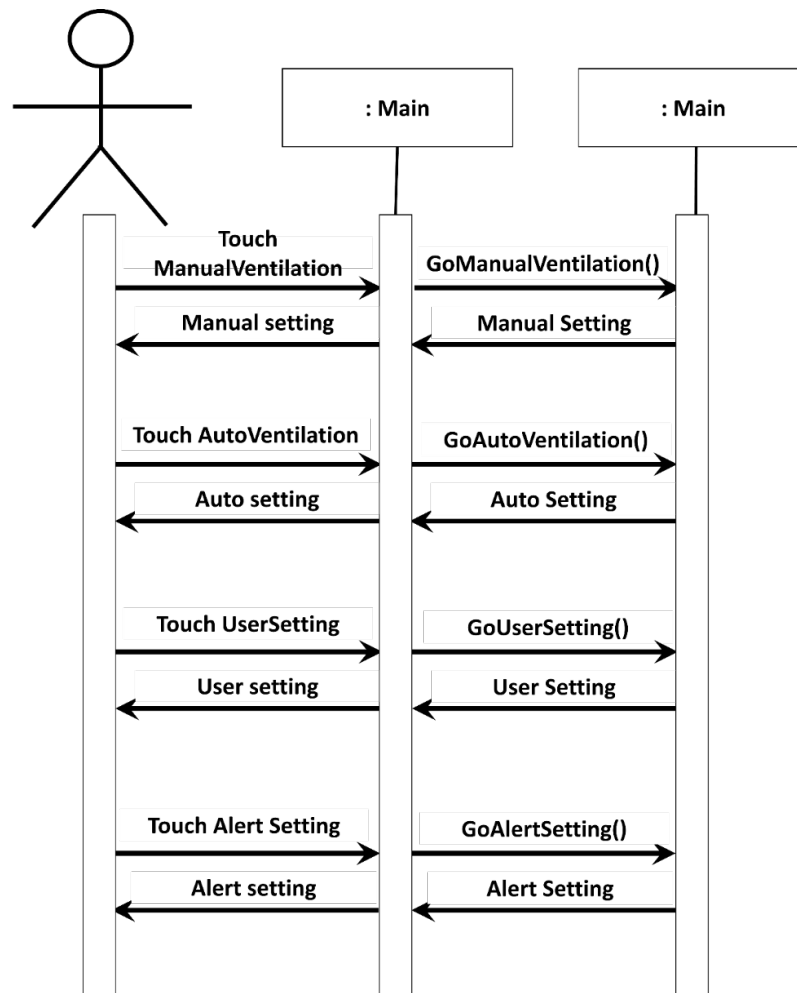 : Main
: Main
Touch
ManualVentilation
GoManualVentilation()
Manual setting
Manual Setting
Touch AutoVentilation
GoAutoVentilation()
Auto setting
Auto Setting
Touch UserSetting
GoUserSetting()
User setting
User Setting
Touch Alert Setting
GoAlertSetting()
Alert setting
Alert Setting